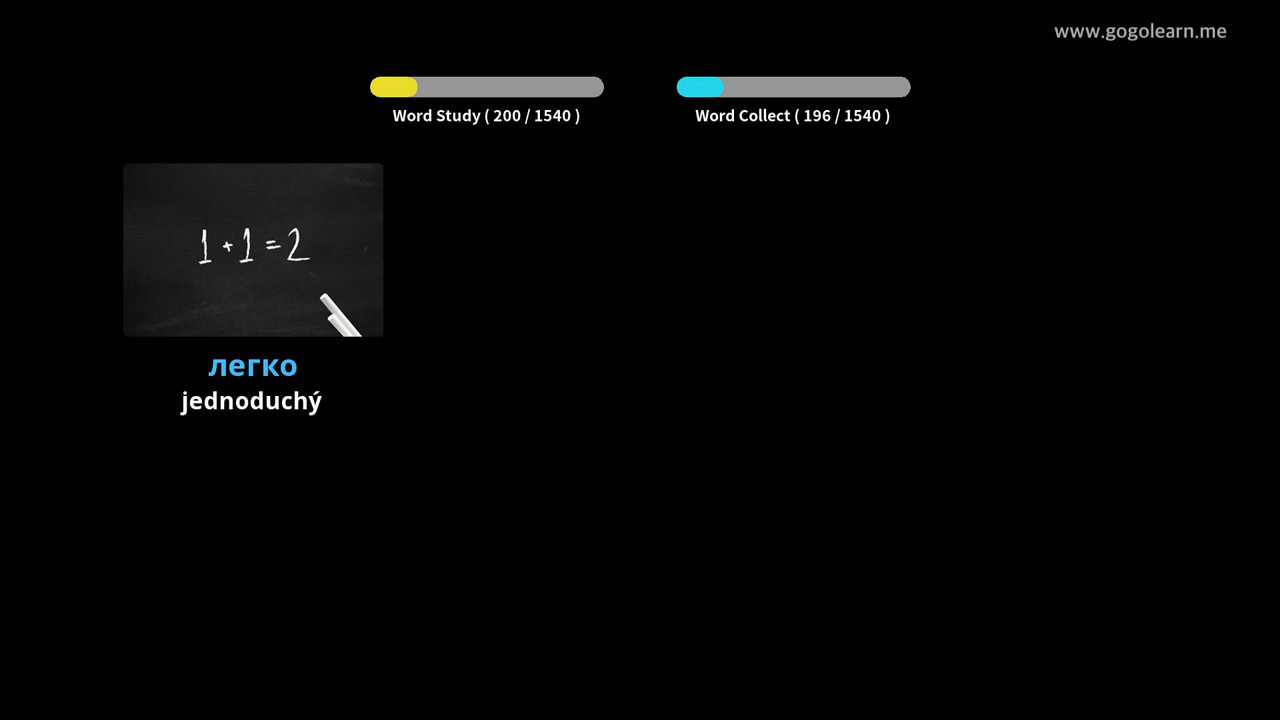 www.gogolearn.me
Word Study ( 200 / 1540 )
Word Collect ( 196 / 1540 )
1 + 1 = 2
легко
jednoduchý